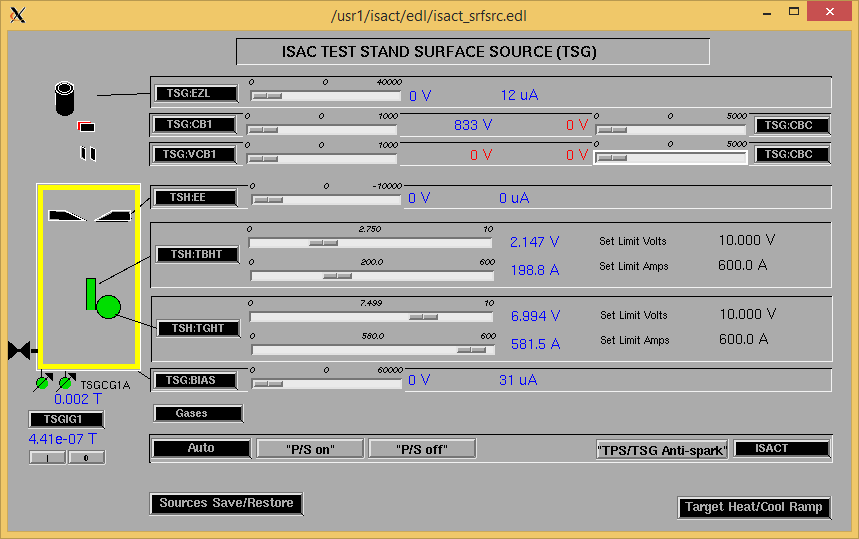 /usr1/isact/edl/isact_srfsrc.edl
ISAC TEST STAND SURFACE SOURCE (TSG)
0 0 40000
TSG:EZL 0 V 12 uA
0 1000 0 5000
TSG:CB1 833 V 0 V TSG:CBC
0 1000 0 5000
TSG:VCB1 0 V 0 V TSG:CBC
0 0 -10000
TSH:EE 0 V 0 uA
0 2.750 10
2.147 V Set Limit Volts 10.000 V
TSH:TBHT
0 200.0 600
198.8 A Set Limit Amps 600.0 A
0 7.499 10
6.994 V Set Limit Volts 10.000 V
TSH:TGHT
0 580.0 600
581.5 A Set Limit Amps 600.0 A
0 0 60000
TSG:BIAS 0 V 31 uA
TSGCG1A
0.002 T
Gases
TSGIG1
4.41e-07 T
I 0
Auto "P/S on" "P/S off" "TPS/TSG Anti-spark" ISACT
Sources Save/Restore
Target Heat/Cool Ramp